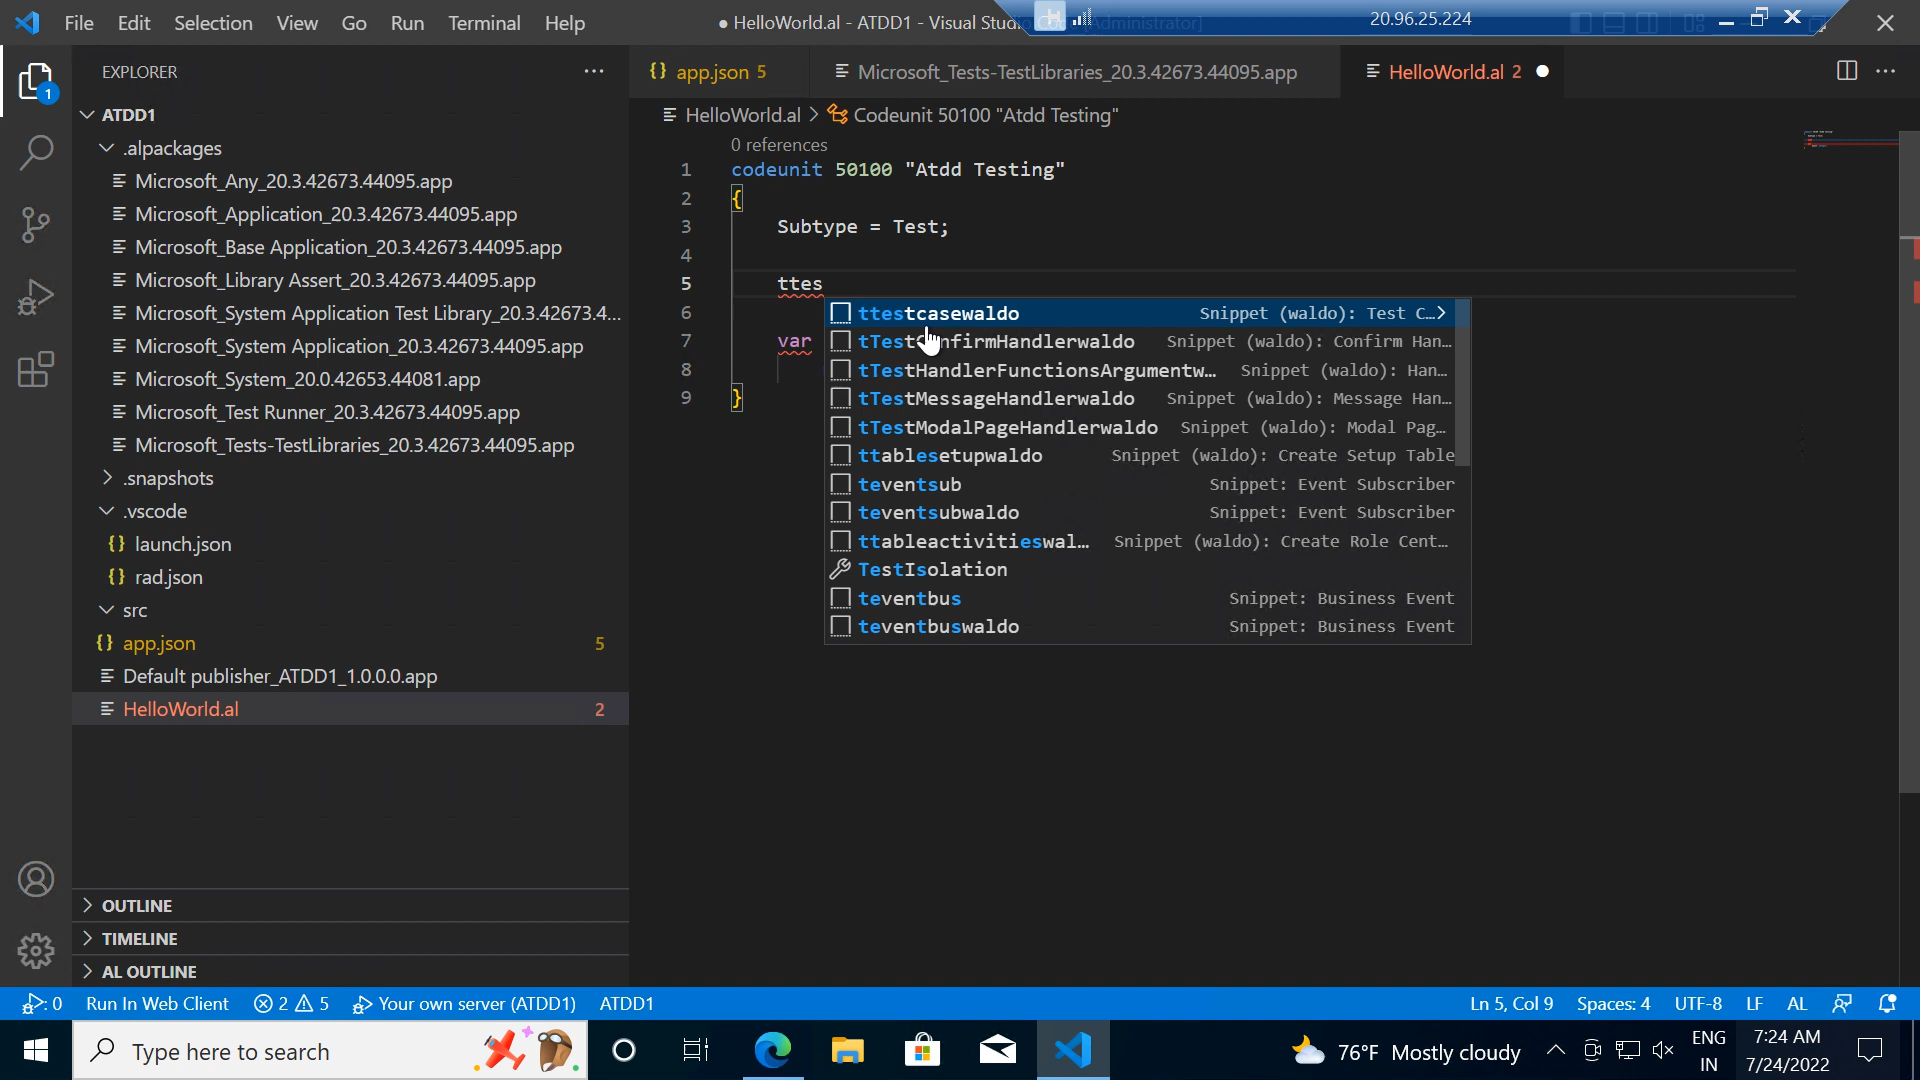 File Edit Selection View Go Run Terminal Help
● HelloWorld.al - ATDD1 - Visual Studio Code [Administrator]
20.96.25.224
EXPLORER
ATDD1
.alpackages
Microsoft_Any_20.3.42673.44095.app
Microsoft_Application_20.3.42673.44095.app
Microsoft_Base Application_20.3.42673.44095.app
Microsoft_Library Assert_20.3.42673.44095.app
Microsoft_System Application Test Library_20.3.42673.4...
Microsoft_System Application_20.3.42673.44095.app
Microsoft_System_20.0.42653.44081.app
Microsoft_Test Runner_20.3.42673.44095.app
Microsoft_Tests-TestLibraries_20.3.42673.44095.app
.snapshots
.vscode
{} launch.json
{} rad.json
src
{} app.json 5
Default publisher_ATDD1_1.0.0.0.app
HelloWorld.al 2
OUTLINE
TIMELINE
AL OUTLINE
1
{} app.json 5
Microsoft_Tests-TestLibraries_20.3.42673.44095.app
HelloWorld.al 2 ●
HelloWorld.al > Codeunit 50100 "Atdd Testing"
0 references
1 codeunit 50100 "Atdd Testing"
2 {
3 Subtype = Test;
4
5 ttes
6
7 var
8
9 }
ttestcasewaldo Snippet (waldo): Test C...>
tTestConfirmHandlerwaldo Snippet (waldo): Confirm Han...
tTestHandlerFunctionsArgumentw... Snippet (waldo): Han...
tTestMessageHandlerwaldo Snippet (waldo): Message Han...
tTestModalPageHandlerwaldo Snippet (waldo): Modal Pag...
ttablesetupwaldo Snippet (waldo): Create Setup Table
teventsub Snippet: Event Subscriber
teventsubwaldo Snippet: Event Subscriber
ttableactivitieswal... Snippet (waldo): Create Role Cent...
TestIsolation
teventbus Snippet: Business Event
teventbuswaldo Snippet: Business Event
0 Run In Web Client 2 5 Your own server (ATDD1) ATDD1
Ln 5, Col 9 Spaces: 4 UTF-8 LF AL
Type here to search
76°F Mostly cloudy
ENG
IN
7:24 AM
7/24/2022